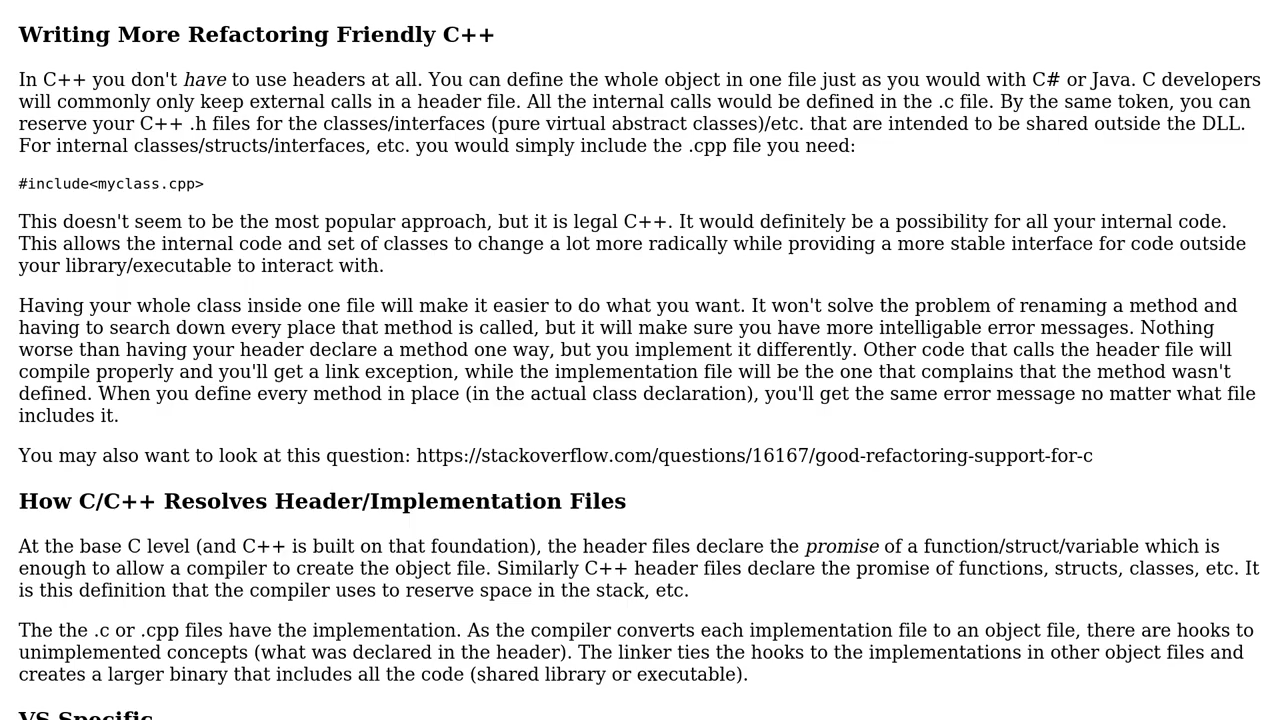 Writing More Refactoring Friendly C++
In C++ you don't have to use headers at all. You can define the whole object in one file just as you would with C# or Java. C developers
will commonly only keep external calls in a header file. All the internal calls would be defined in the .c file. By the same token, you can
reserve your C++ .h files for the classes/interfaces (pure virtual abstract classes)/etc. that are intended to be shared outside the DLL.
For internal classes/structs/interfaces, etc. you would simply include the .cpp file you need:
#include<myclass.cpp>
This doesn't seem to be the most popular approach, but it is legal C++. It would definitely be a possibility for all your internal code.
This allows the internal code and set of classes to change a lot more radically while providing a more stable interface for code outside
your library/executable to interact with.
Having your whole class inside one file will make it easier to do what you want. It won't solve the problem of renaming a method and
having to search down every place that method is called, but it will make sure you have more intelligable error messages. Nothing
worse than having your header declare a method one way, but you implement it differently. Other code that calls the header file will
compile properly and you'll get a link exception, while the implementation file will be the one that complains that the method wasn't
defined. When you define every method in place (in the actual class declaration), you'll get the same error message no matter what file
includes it.
You may also want to look at this question: https://stackoverflow.com/questions/16167/good-refactoring-support-for-c
How C/C++ Resolves Header/Implementation Files
At the base C level (and C++ is built on that foundation), the header files declare the promise of a function/struct/variable which is
enough to allow a compiler to create the object file. Similarly C++ header files declare the promise of functions, structs, classes, etc. It
is this definition that the compiler uses to reserve space in the stack, etc.
The the .c or .cpp files have the implementation. As the compiler converts each implementation file to an object file, there are hooks to
unimplemented concepts (what was declared in the header). The linker ties the hooks to the implementations in other object files and
creates a larger binary that includes all the code (shared library or executable).
VS Specific